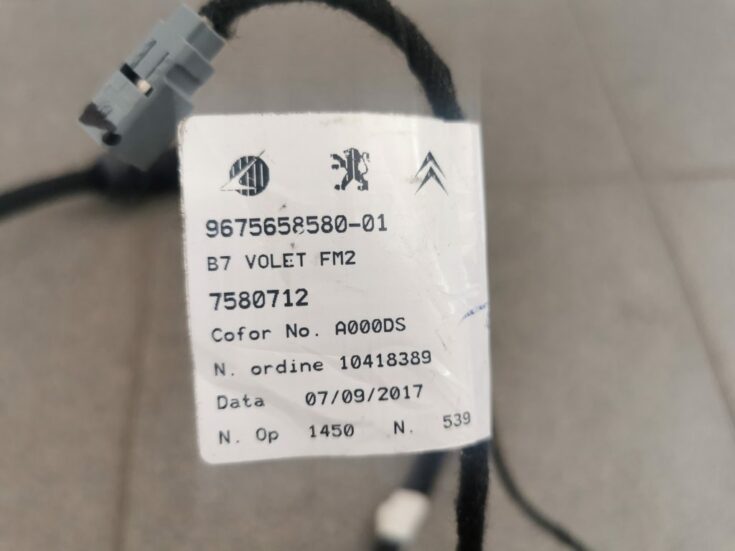 9675658580-01
B7 VOLET FM2
7580712
Cofor No. A000DS
N. ordine 10418389
Data 07/09/2017
N. Op 1450 N. 539